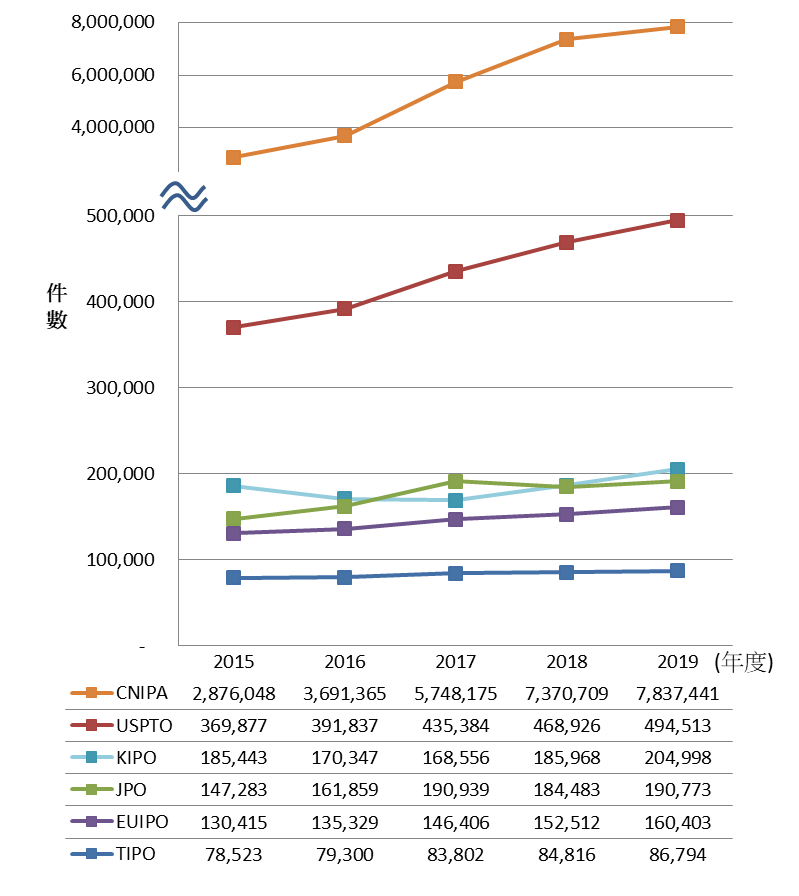 8,000,000
6,000,000
4,000,000
500,000
400,000
300,000
200,000
100,000
-
件
數
2015 2016 2017 2018 2019 (年度)
CNIPA 2,876,048 3,691,365 5,748,175 7,370,709 7,837,441
USPTO 369,877 391,837 435,384 468,926 494,513
KIPO 185,443 170,347 168,556 185,968 204,998
JPO 147,283 161,859 190,939 184,483 190,773
EUIPO 130,415 135,329 146,406 152,512 160,403
TIPO 78,523 79,300 83,802 84,816 86,794